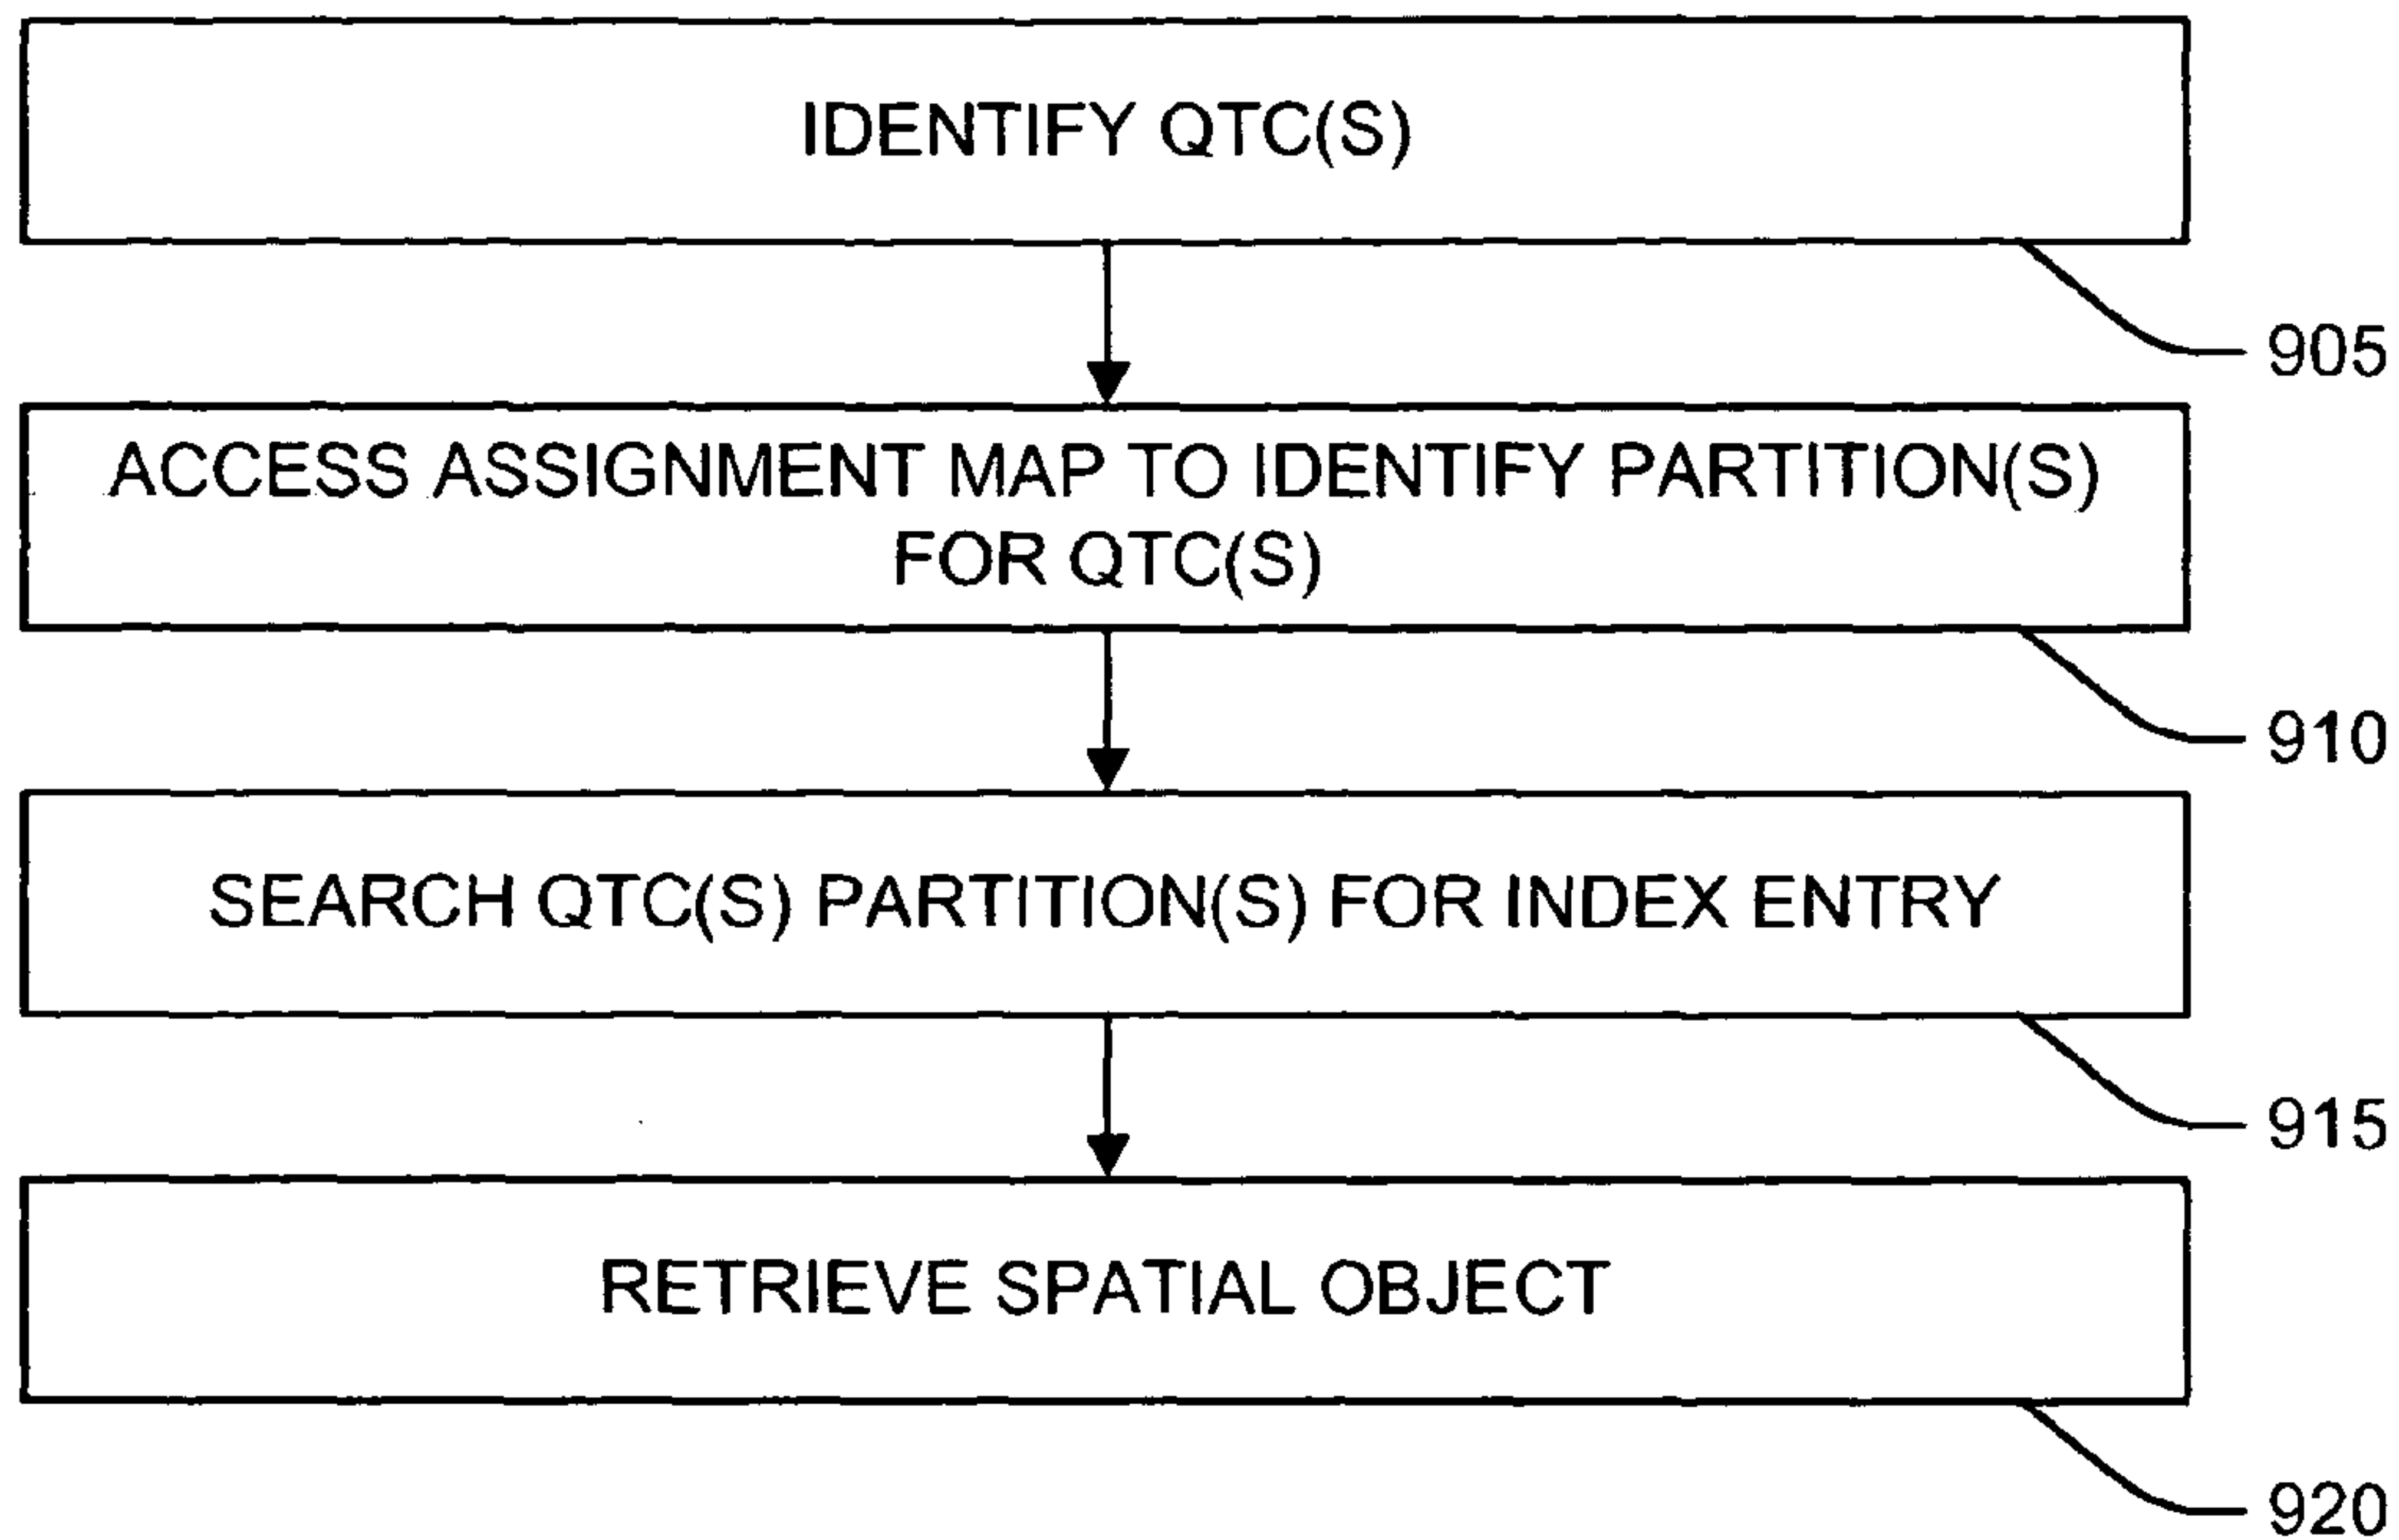 IDENTIFY QTC(S)
905
ACCESS ASSIGNMENT MAP TO IDENTIFY PARTITION(S)
FOR QTC(S)
910
SEARCH QTC(S) PARTITION(S) FOR INDEX ENTRY
915
RETRIEVE SPATIAL OBJECT
920